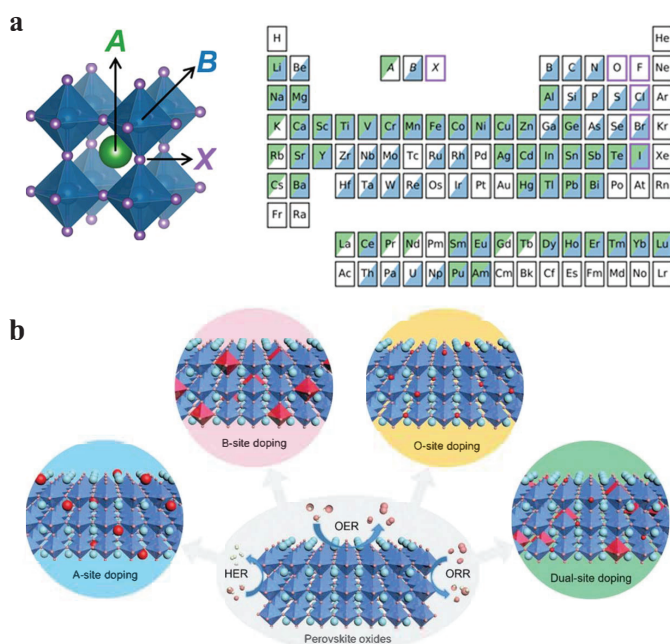 a
A
B
X
H He
Li Be A B X B C N O F Ne
Na Mg Al Si P S Cl Ar
K Ca Sc Ti V Cr Mn Fe Co Ni Cu Zn Ga Ge As Se Br Kr
Rb Sr Y Zr Nb Mo Tc Ru Rh Pd Ag Cd In Sn Sb Te I Xe
Cs Ba Hf Ta W Re Os Ir Pt Au Hg Tl Pb Bi Po At Rn
Fr Ra
La Ce Pr Nd Pm Sm Eu Gd Tb Dy Ho Er Tm Yb Lu
Ac Th Pa U Np Pu Am Cm Bk Cf Es Fm Md No Lr
b
B-site doping
O-site doping
A-site doping
OER
HER
ORR
Perovskite oxides
Dual-site doping